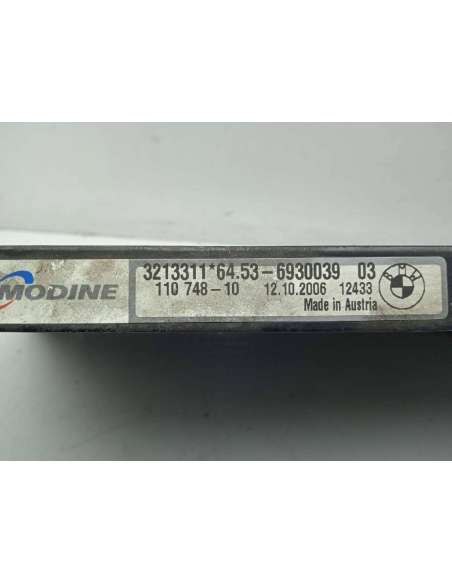 MODINE
3213311*64.53-6930039 03
110 748-10 12.10.2006 12433
Made in Austria